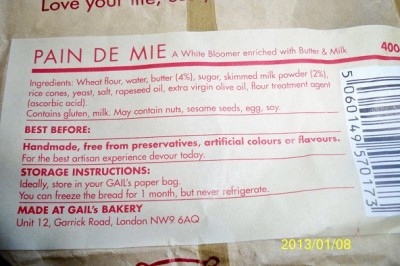 Love your life,
PAIN DE MIE A White Bloomer enriched with Butter & Milk 400
Ingredients: Wheat flour, water, butter (4%), sugar, skimmed milk powder (2%),
rice cones, yeast, salt, rapeseed oil, extra virgin olive oil, flour treatment agent
(ascorbic acid).
Contains gluten, milk. May contain nuts, sesame seeds, egg, soy.
BEST BEFORE:
Handmade, free from preservatives, artificial colours or flavours.
For the best artisan experience devour today.
STORAGE INSTRUCTIONS:
Ideally, store in your GAIL's paper bag.
You can freeze the bread for 1 month, but never refrigerate.
MADE AT GAIL's BAKERY
Unit 12, Garrick Road, London NW9 6AQ
5060149570173
2013/01/08